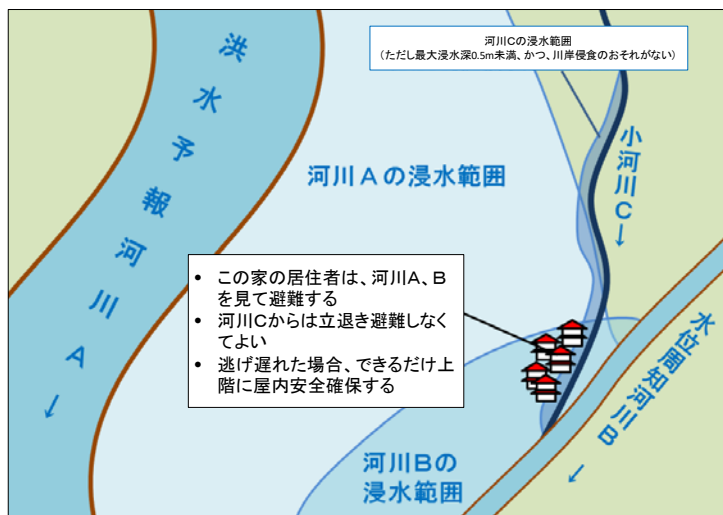 河川Cの浸水範囲
(ただし最大浸水深0.5m未満、かつ、川岸侵食のおそれがない)
洪水予報河川A↓
河川Aの浸水範囲
小河川C↓
• この家の居住者は、河川A、B
を見て避難する
• 河川Cからは立退き避難しなく
てよい
• 逃げ遅れた場合、できるだけ上
階に屋内安全確保する
水位周知河川B↓
河川Bの
浸水範囲